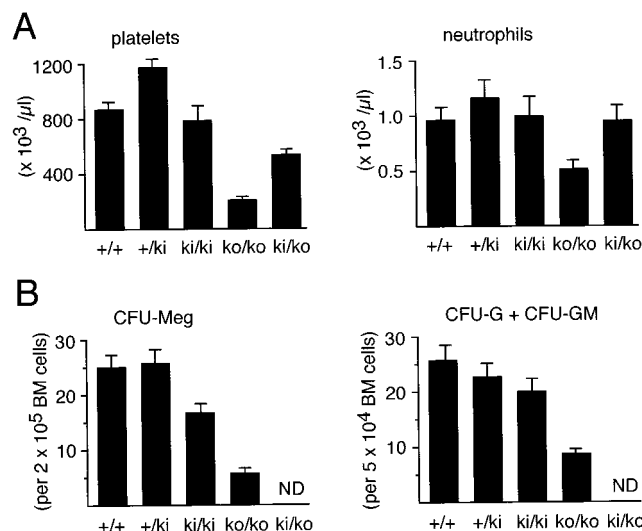 A
platelets
(x 10³ /µl)
1200
800
400
+/+ +/ki ki/ki ko/ko ki/ko
neutrophils
(x 10³ /µl)
1.5
1.0
0.5
+/+ +/ki ki/ki ko/ko ki/ko
B
CFU-Meg
(per 2 x 10⁵ BM cells)
30
20
10
ND
+/+ +/ki ki/ki ko/ko ki/ko
CFU-G + CFU-GM
(per 5 x 10⁴ BM cells)
30
20
10
ND
+/+ +/ki ki/ki ko/ko ki/ko